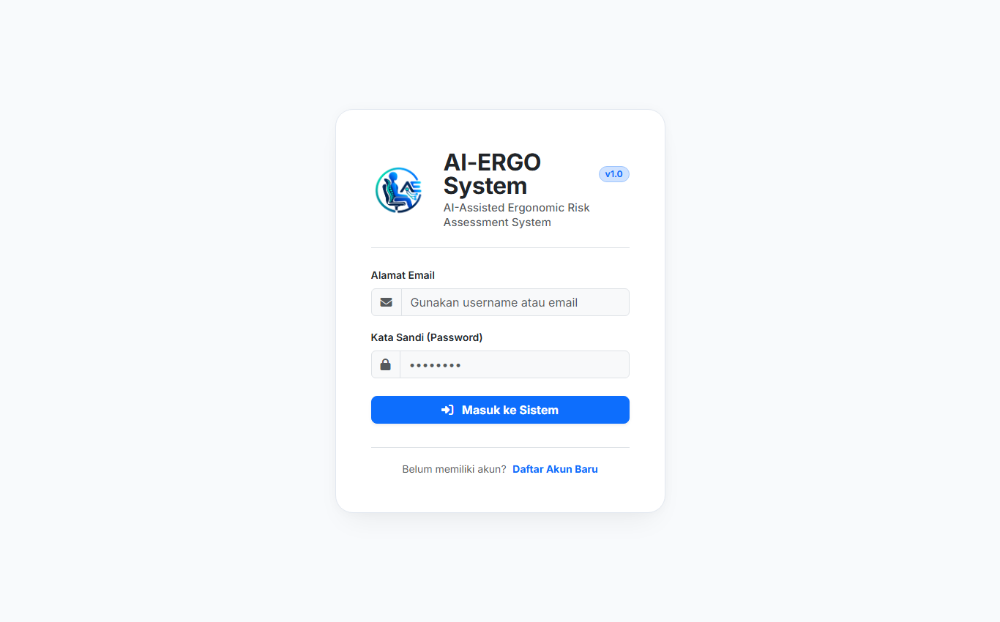 AI-ERGO
System
v1.0
AI-Assisted Ergonomic Risk
Assessment System
Alamat Email
Gunakan username atau email
Kata Sandi (Password)
••••••••
Masuk ke Sistem
Belum memiliki akun? Daftar Akun Baru